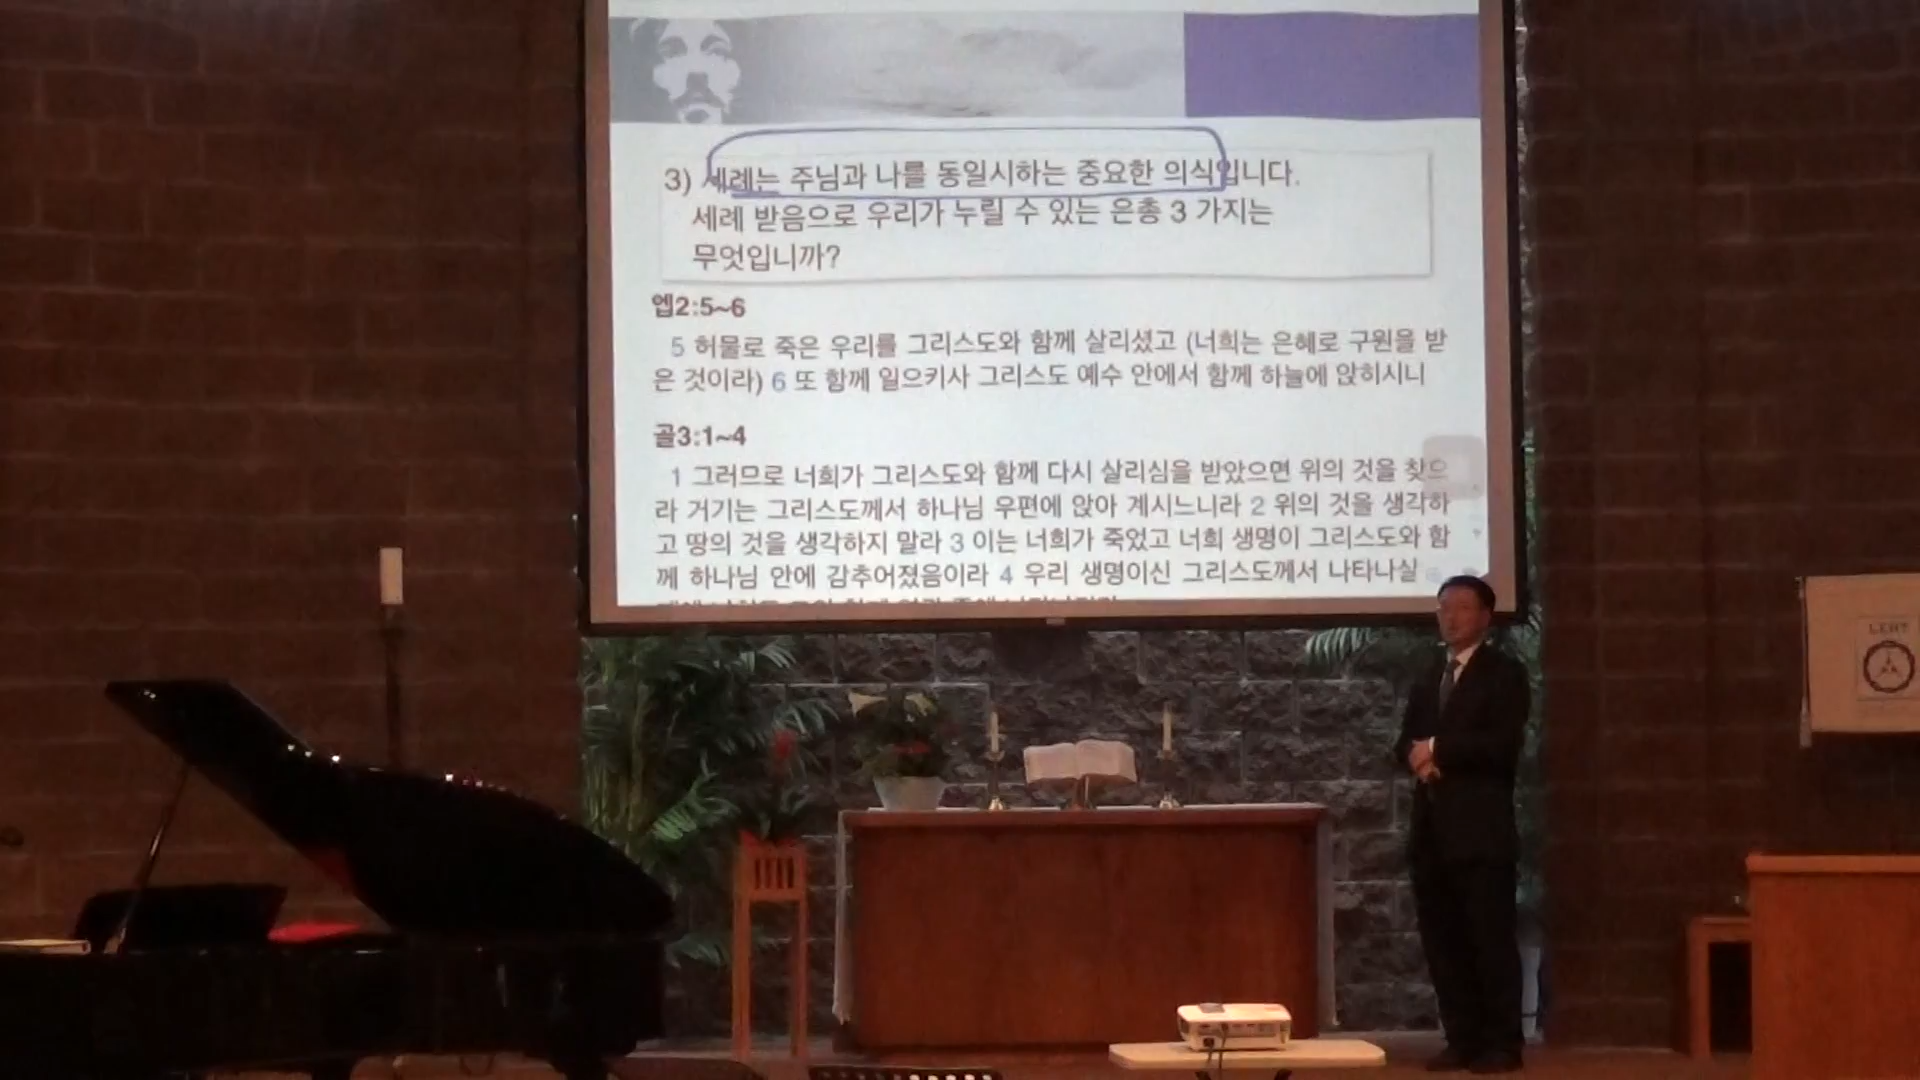 3) 세례는 주님과 나를 동일시하는 중요한 의식입니다.
세례 받음으로 우리가 누릴 수 있는 은총 3 가지는
무엇입니까?
엡2:5~6
5 허물로 죽은 우리를 그리스도와 함께 살리셨고 (너희는 은혜로 구원을 받
은 것이라) 6 또 함께 일으키사 그리스도 예수 안에서 함께 하늘에 앉히시니
골3:1~4
1 그러므로 너희가 그리스도와 함께 다시 살리심을 받았으면 위의 것을 찾으
라 거기는 그리스도께서 하나님 우편에 앉아 계시느니라 2 위의 것을 생각하
고 땅의 것을 생각하지 말라 3 이는 너희가 죽었고 너희 생명이 그리스도와 함
께 하나님 안에 감추어졌음이라 4 우리 생명이신 그리스도께서 나타나실
LENT